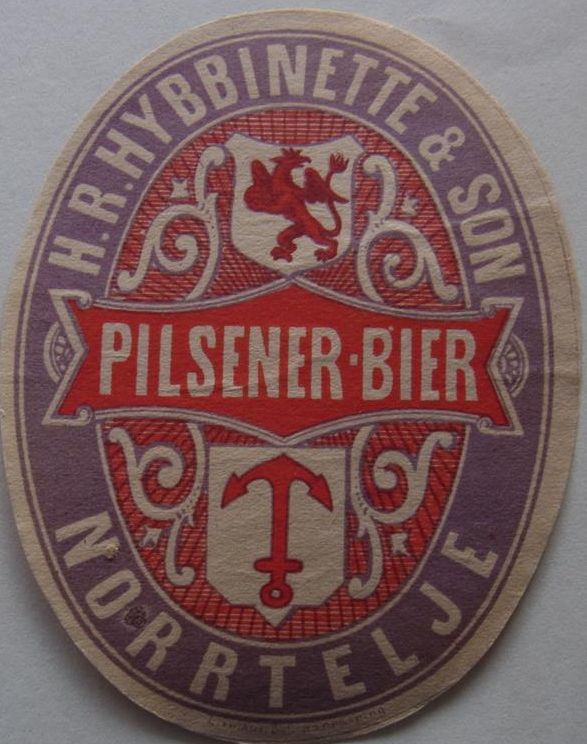 H.R.HYBBINETTE & SON
PILSENER-BIER
NORRTELJE